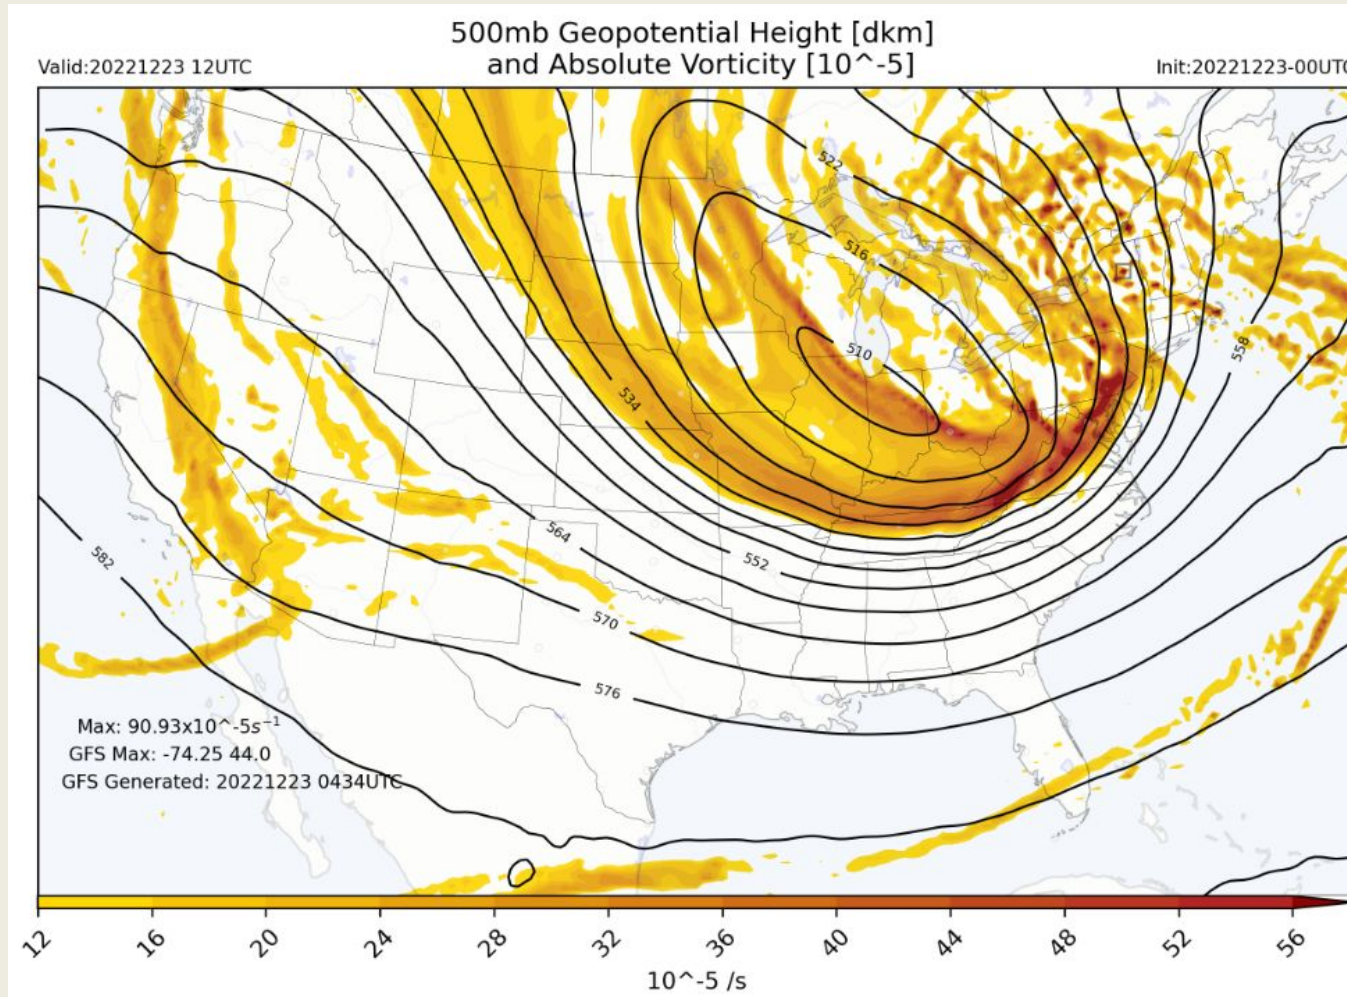 500mb Geopotential Height [dkm]
and Absolute Vorticity [10^-5]
Valid:20221223 12UTC
Init:20221223-00UTC
522
516
510
558
534
564
552
582
570
576
Max: 90.93x10^-5s⁻¹
GFS Max: -74.25 44.0
GFS Generated: 20221223 0434UTC
12 16 20 24 28 32 36 40 44 48 52 56
10^-5 /s